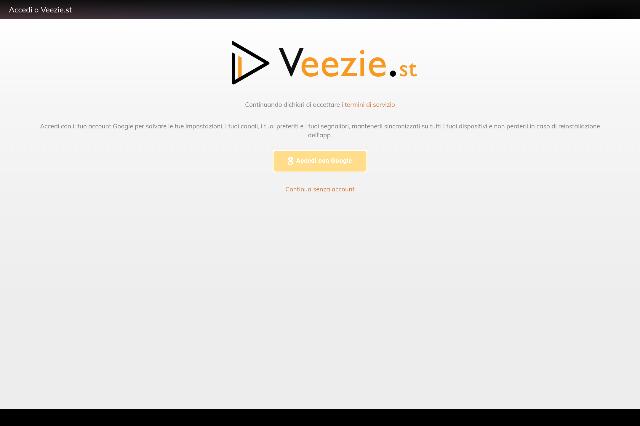 Accedi a Veezie.st
Veezie.st
Continuando dichiari di accettare i termini di servizio
Accedi con il tuo account Google per salvare le tue impostazioni, i tuoi canali, i tuoi preferiti e i tuoi segnalibri, mantenerli sincronizzati su tutti i tuoi dispositivi e non perderli in caso di reinstallazione
dell'app.
Accedi con Google
Continua senza account